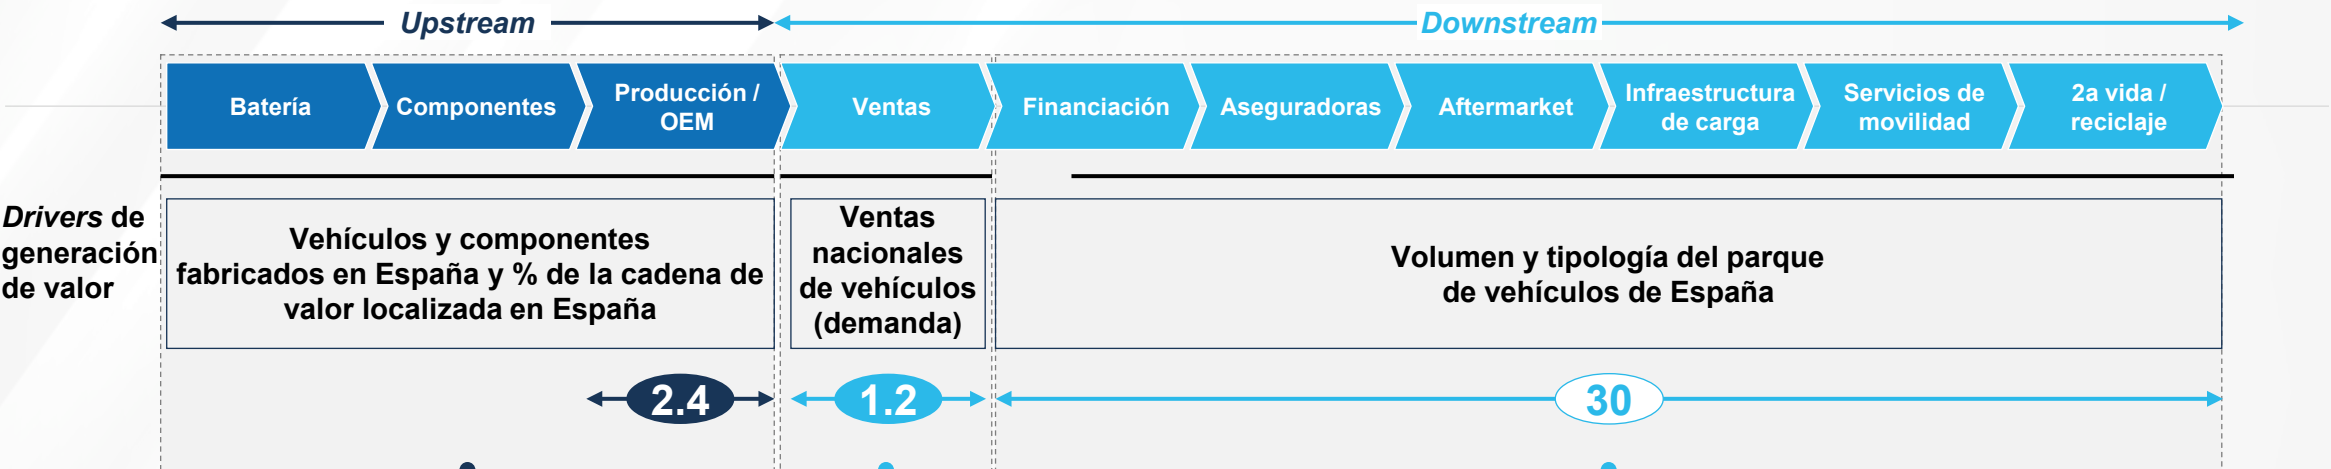 Upstream
Downstream
Batería
Componentes
Producción /
OEM
Ventas
Financiación
Aseguradoras
Aftermarket
Infraestructura
de carga
Servicios de
movilidad
2a vida /
reciclaje
Drivers de
generación
de valor
Vehículos y componentes
fabricados en España y % de la cadena de
valor localizada en España
Ventas
nacionales
de vehículos
(demanda)
Volumen y tipología del parque
de vehículos de España
2.4
1.2
30